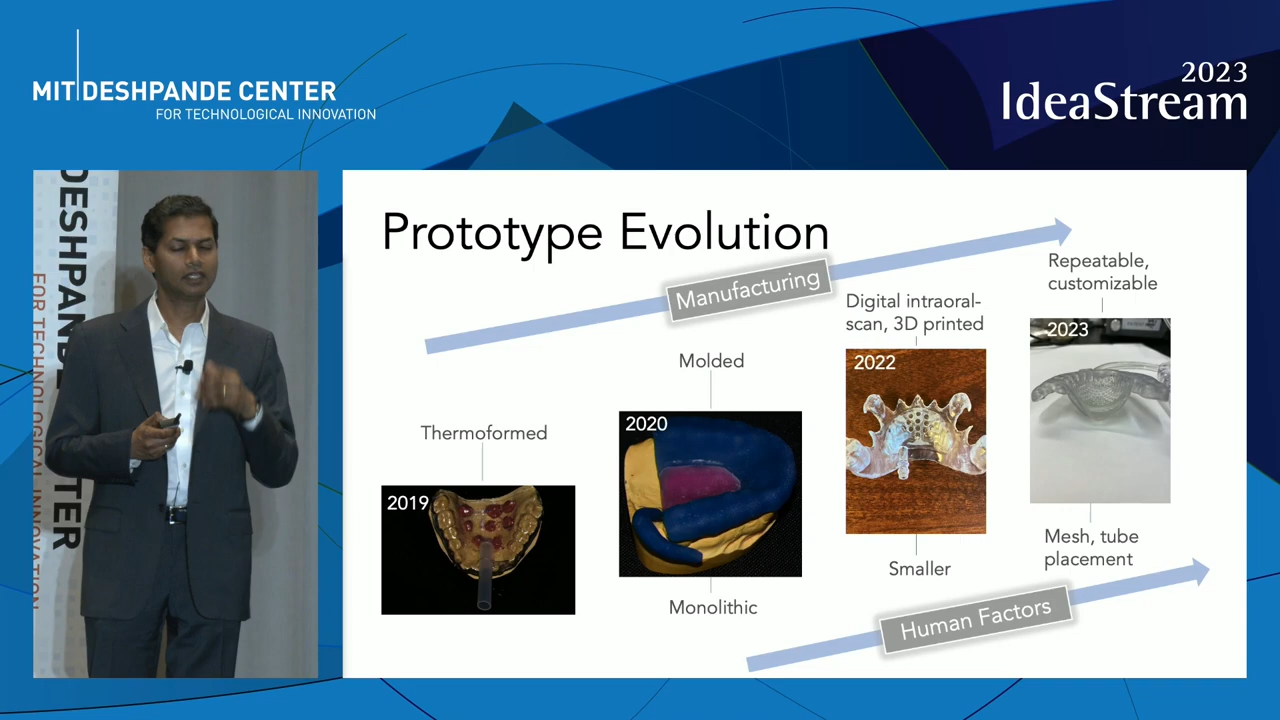 MIT DESHPANDE CENTER
FOR TECHNOLOGICAL INNOVATION
2023
IdeaStream
DESHPANDE
TER
FOR TECHNOLOGICAL INNOVATION
Prototype Evolution
Manufacturing
Repeatable,
customizable
Digital intraoral-
scan, 3D printed
Molded
Thermoformed
2019
2020
2022
2023
Monolithic
Smaller
Mesh, tube
placement
Human Factors